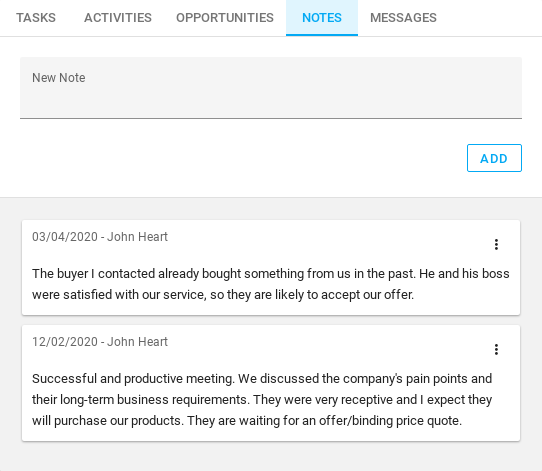 TASKS ACTIVITIES OPPORTUNITIES NOTES MESSAGES
New Note
ADD
03/04/2020 - John Heart
The buyer I contacted already bought something from us in the past. He and his boss
were satisfied with our service, so they are likely to accept our offer.
12/02/2020 - John Heart
Successful and productive meeting. We discussed the company's pain points and
their long-term business requirements. They were very receptive and I expect they
will purchase our products. They are waiting for an offer/binding price quote.